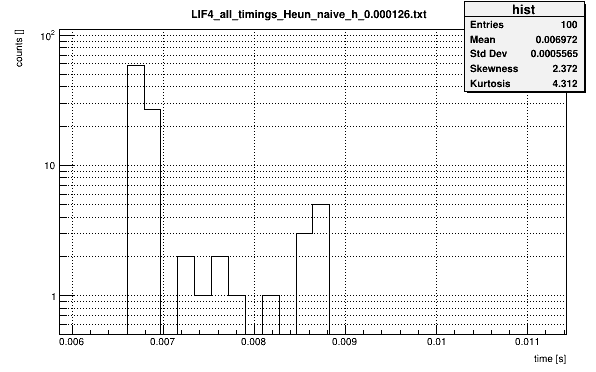 LIF4_all_timings_Heun_naive_h_0.000126.txt
hist
Entries 100
Mean 0.006972
Std Dev 0.0005565
Skewness 2.372
Kurtosis 4.312
counts []
10²
10
1
0.006 0.007 0.008 0.009 0.01 0.011
time [s]